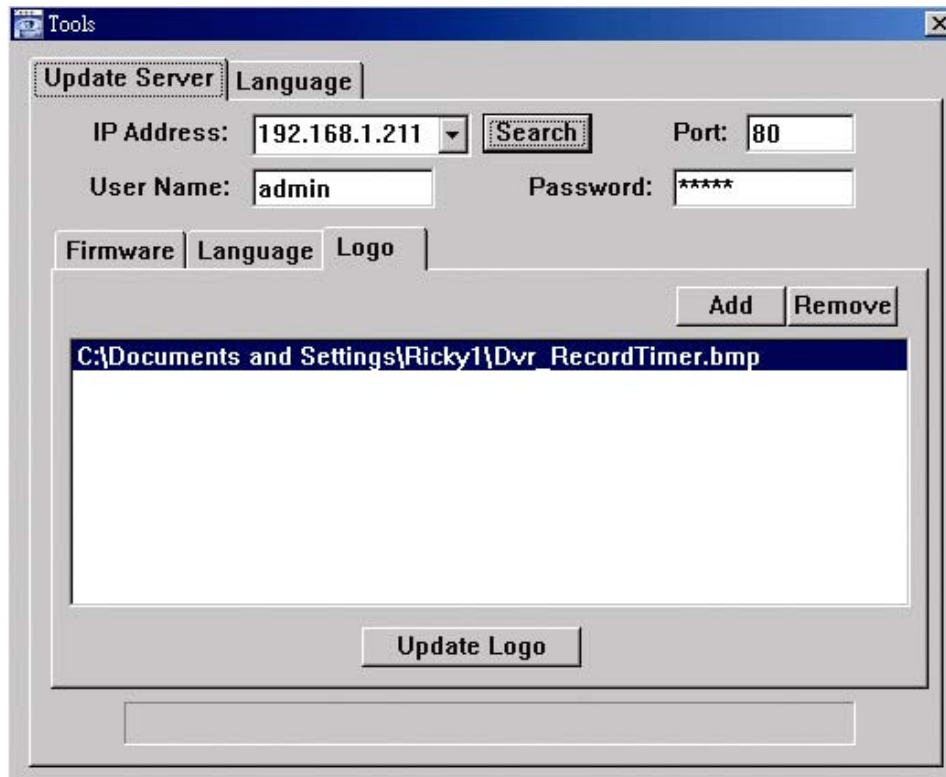 Tools
Update Server Language
IP Address: 192.168.1.211 Search Port: 80
User Name: admin Password: *****
Firmware Language Logo
Add Remove
C:\Documents and Settings\Ricky1\Dvr_RecordTimer.bmp
Update Logo